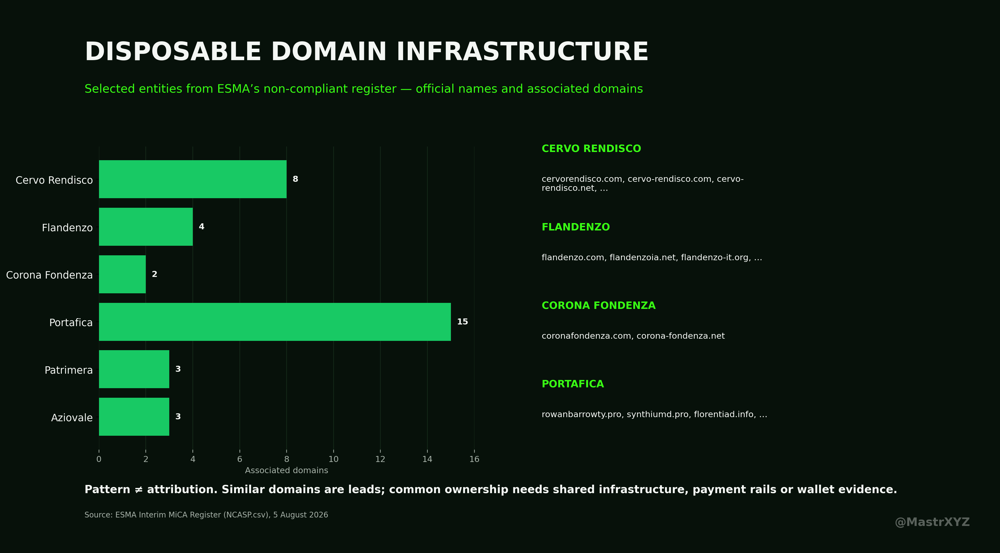 DISPOSABLE DOMAIN INFRASTRUCTURE
Selected entities from ESMA’s non-compliant register — official names and associated domains
Cervo Rendisco
8
Flandenzo
4
Corona Fondenza
2
Portafica
15
Patrimera
3
Aziovale
3
0 2 4 6 8 10 12 14 16
Associated domains
CERVO RENDISCO
cervorendisco.com, cervo-rendisco.com, cervo-
rendisco.net, …
FLANDENZO
flandenzo.com, flandenzoia.net, flandenzo-it.org, …
CORONA FONDENZA
coronafondenza.com, corona-fondenza.net
PORTAFICA
rowanbarrowty.pro, synthiumd.pro, florentiad.info, …
Pattern ≠ attribution. Similar domains are leads; common ownership needs shared infrastructure, payment rails or wallet evidence.
Source: ESMA Interim MiCA Register (NCASP.csv), 5 August 2026
@MastrXYZ